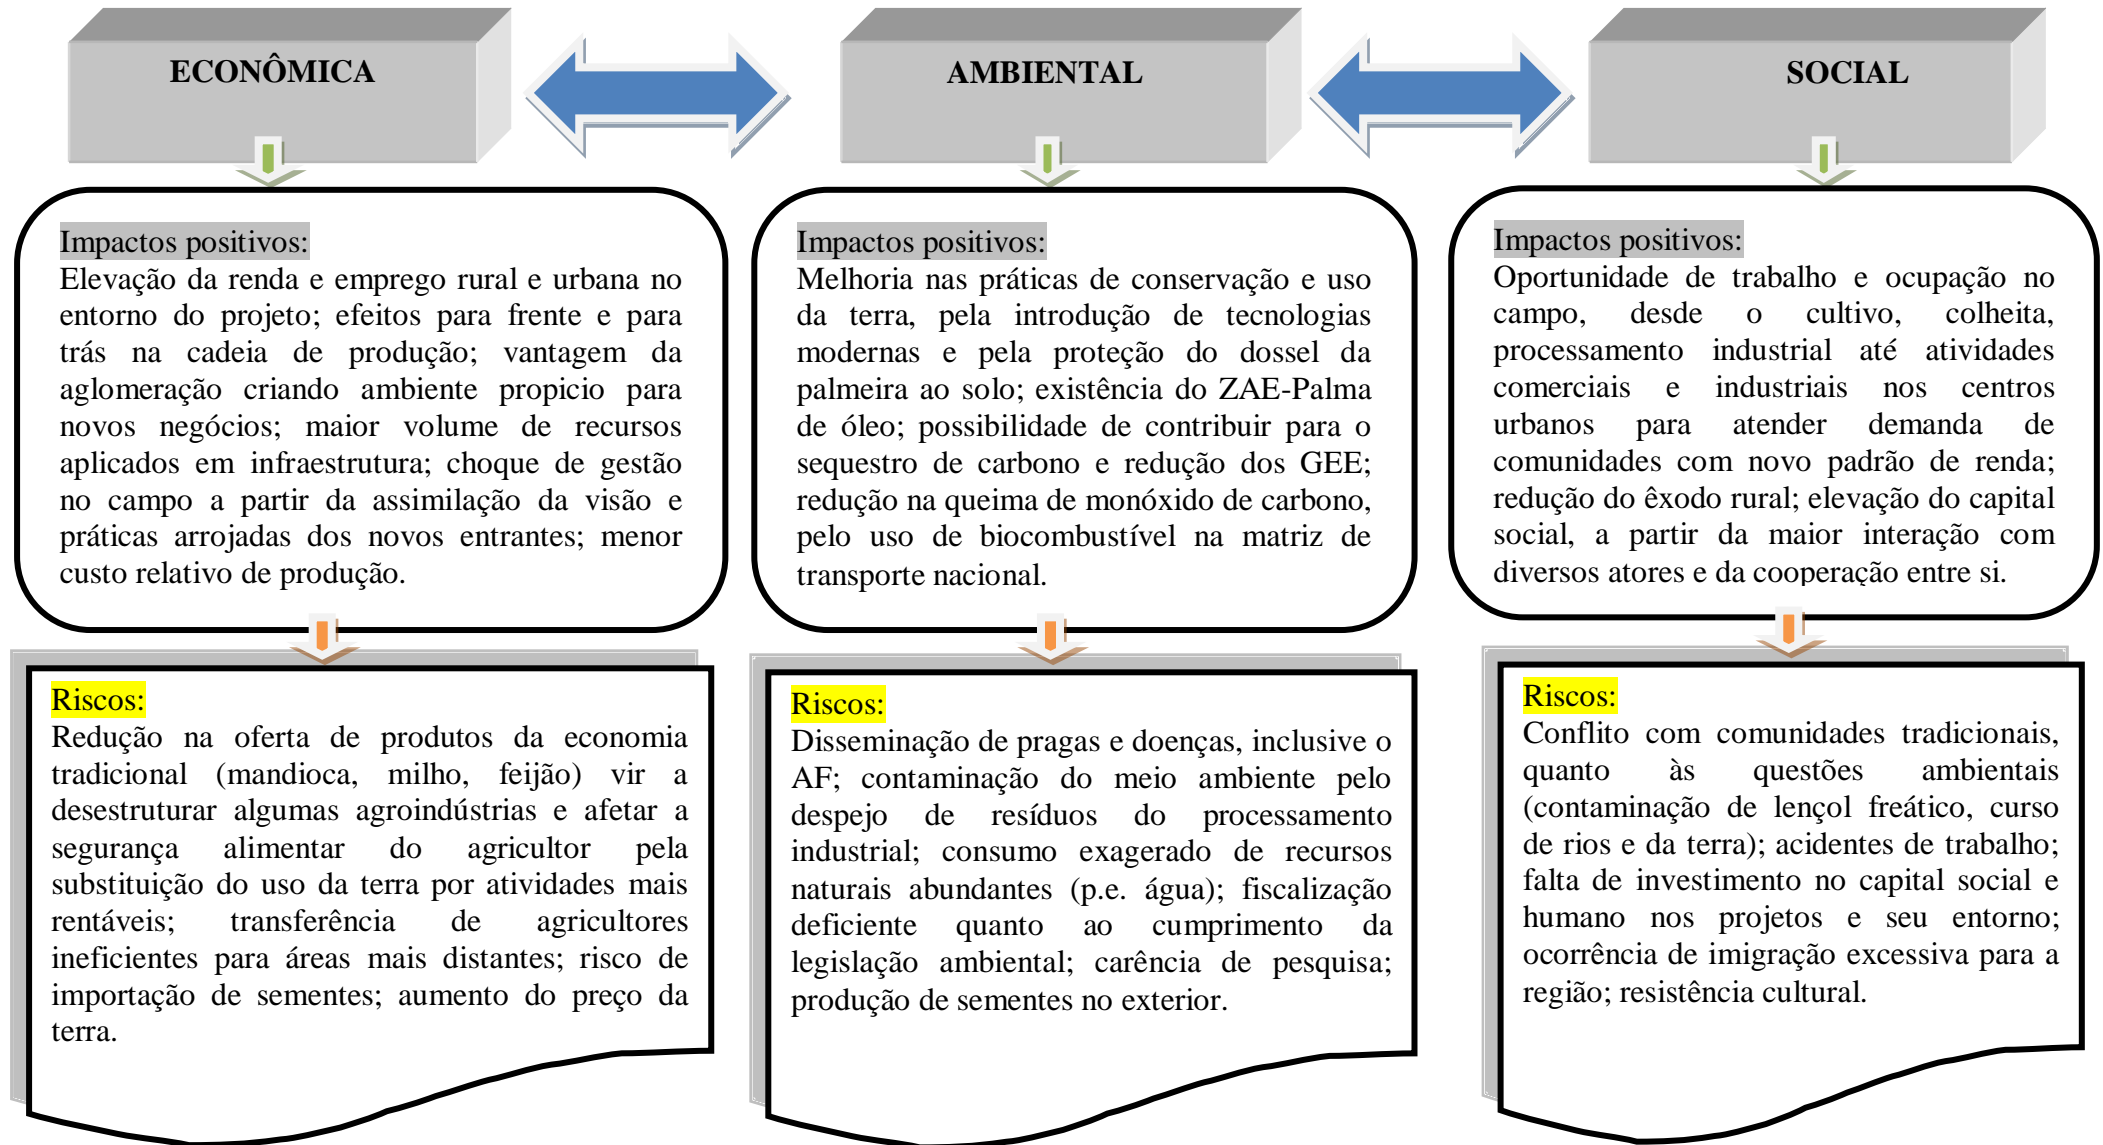 ECONÔMICA
AMBIENTAL
SOCIAL
Impactos positivos:
Elevação da renda e emprego rural e urbana no
entorno do projeto; efeitos para frente e para
trás na cadeia de produção; vantagem da
aglomeração criando ambiente propicio para
novos negócios; maior volume de recursos
aplicados em infraestrutura; choque de gestão
no campo a partir da assimilação da visão e
práticas arrojadas dos novos entrantes; menor
custo relativo de produção.
Impactos positivos:
Melhoria nas práticas de conservação e uso
da terra, pela introdução de tecnologias
modernas e pela proteção do dossel da
palmeira ao solo; existência do ZAE-Palma
de óleo; possibilidade de contribuir para o
sequestro de carbono e redução dos GEE;
redução na queima de monóxido de carbono,
pelo uso de biocombustível na matriz de
transporte nacional.
Impactos positivos:
Oportunidade de trabalho e ocupação no
campo, desde o cultivo, colheita,
processamento industrial até atividades
comerciais e industriais nos centros
urbanos para atender demanda de
comunidades com novo padrão de renda;
redução do êxodo rural; elevação do capital
social, a partir da maior interação com
diversos atores e da cooperação entre si.
Riscos:
Redução na oferta de produtos da economia
tradicional (mandioca, milho, feijão) vir a
desestruturar algumas agroindústrias e afetar a
segurança alimentar do agricultor pela
substituição do uso da terra por atividades mais
rentáveis; transferência de agricultores
ineficientes para áreas mais distantes; risco de
importação de sementes; aumento do preço da
terra.
Riscos:
Disseminação de pragas e doenças, inclusive o
AF; contaminação do meio ambiente pelo
despejo de resíduos do processamento
industrial; consumo exagerado de recursos
naturais abundantes (p.e. água); fiscalização
deficiente quanto ao cumprimento da
legislação ambiental; carência de pesquisa;
produção de sementes no exterior.
Riscos:
Conflito com comunidades tradicionais,
quanto às questões ambientais
(contaminação de lençol freático, curso
de rios e da terra); acidentes de trabalho;
falta de investimento no capital social e
humano nos projetos e seu entorno;
ocorrência de imigração excessiva para a
região; resistência cultural.